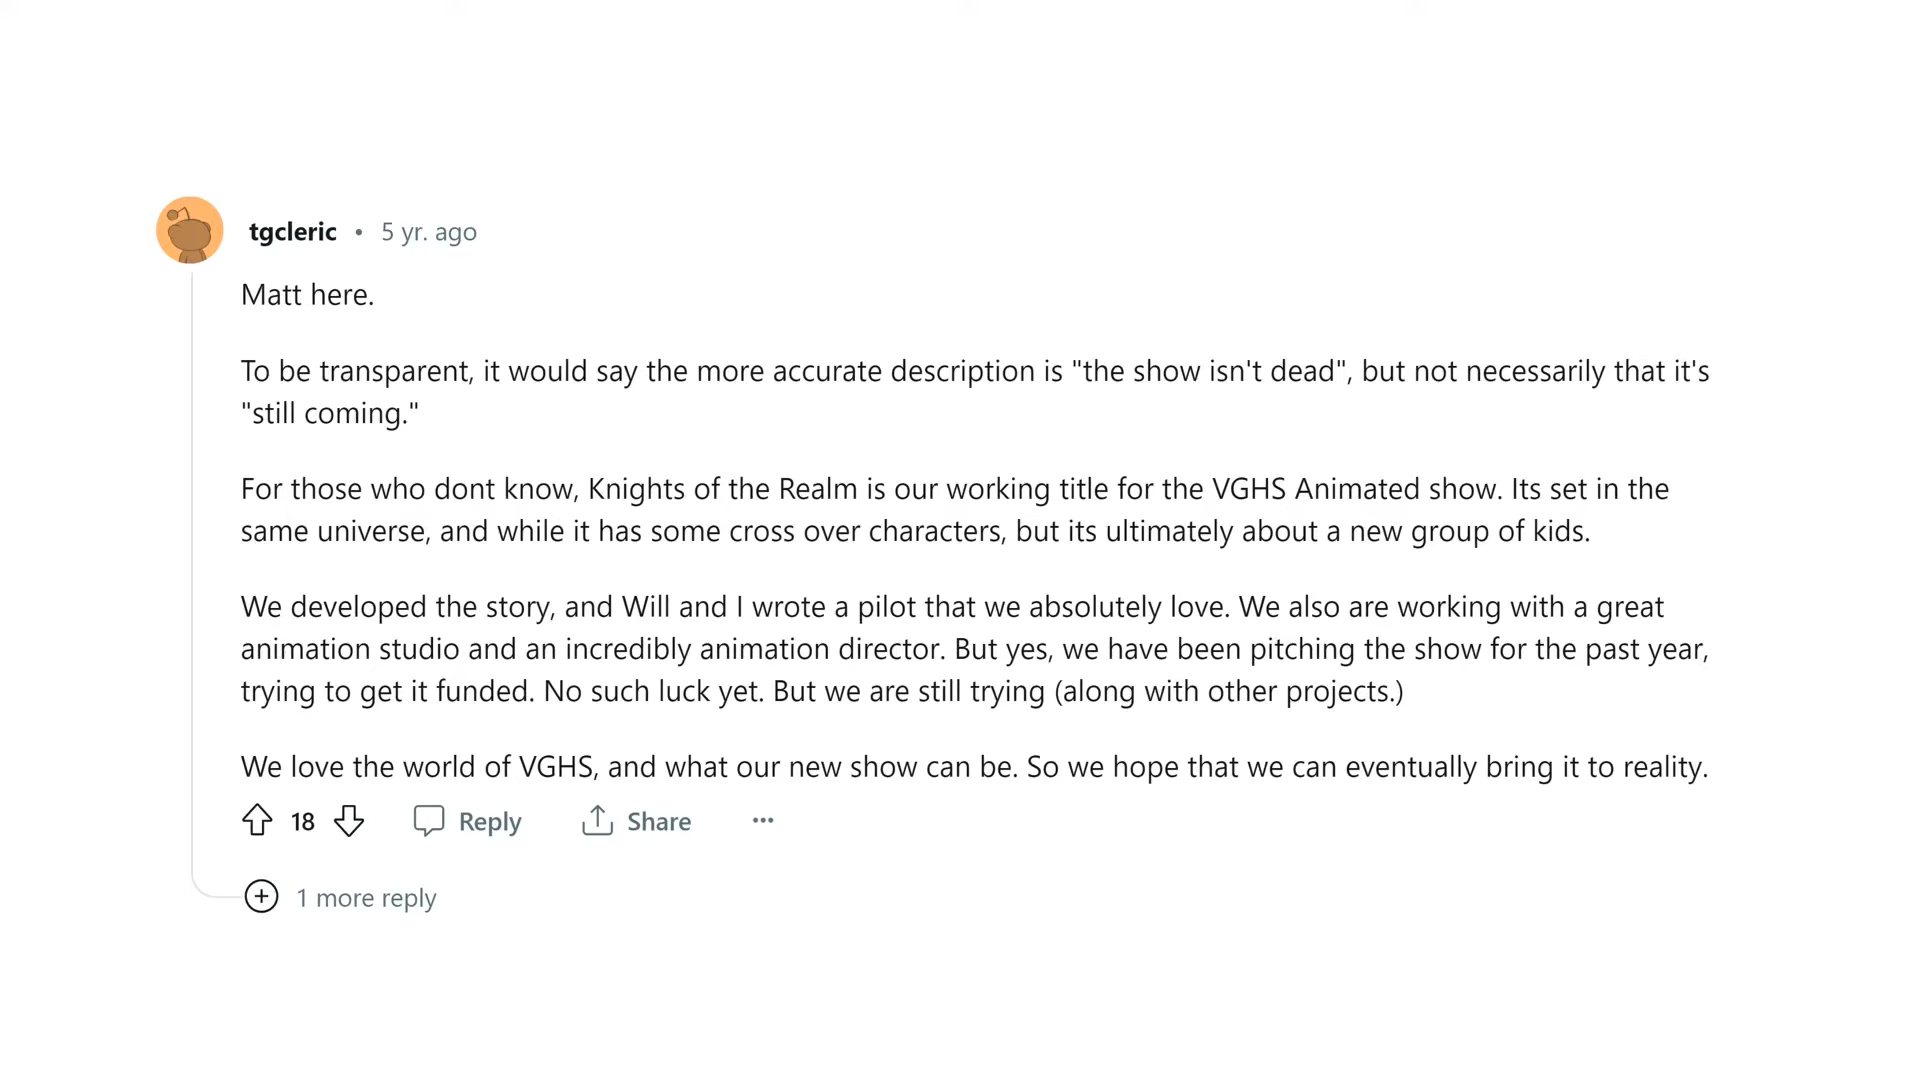 tgcleric • 5 yr. ago
Matt here.
To be transparent, it would say the more accurate description is "the show isn't dead", but not necessarily that it's
"still coming."
For those who dont know, Knights of the Realm is our working title for the VGHS Animated show. Its set in the
same universe, and while it has some cross over characters, but its ultimately about a new group of kids.
We developed the story, and Will and I wrote a pilot that we absolutely love. We also are working with a great
animation studio and an incredibly animation director. But yes, we have been pitching the show for the past year,
trying to get it funded. No such luck yet. But we are still trying (along with other projects.)
We love the world of VGHS, and what our new show can be. So we hope that we can eventually bring it to reality.
18 Reply Share ...
1 more reply